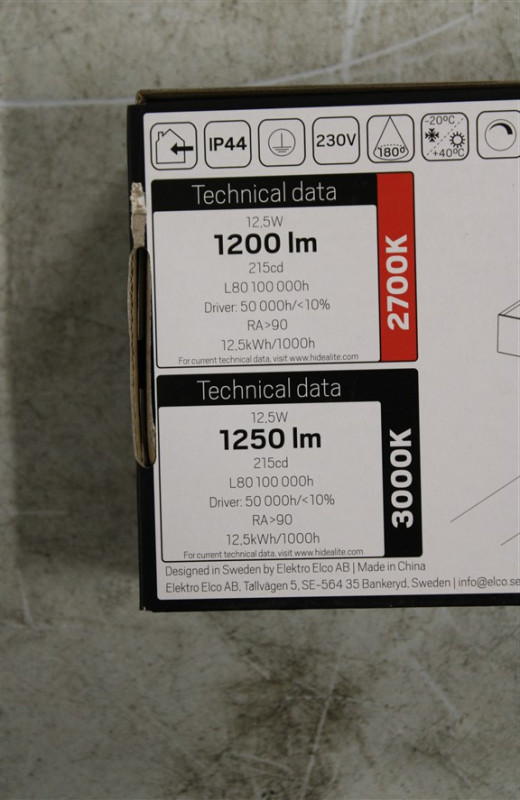 IP44
230V
180°
-20°C
+40°C
Technical data
12,5W
1200 lm
215cd
L80 100 000h
Driver: 50 000h/<10%
RA>90
12,5kWh/1000h
For current technical data, visit www.hidealite.com
2700K
Technical data
12,5W
1250 lm
215cd
L80 100 000h
Driver: 50 000h/<10%
RA>90
12,5kWh/1000h
For current technical data, visit www.hidealite.com
3000K
Designed in Sweden by Elektro Elco AB | Made in China
Elektro Elco AB, Tallvägen 5, SE-564 35 Bankeryd, Sweden | info@elco.se